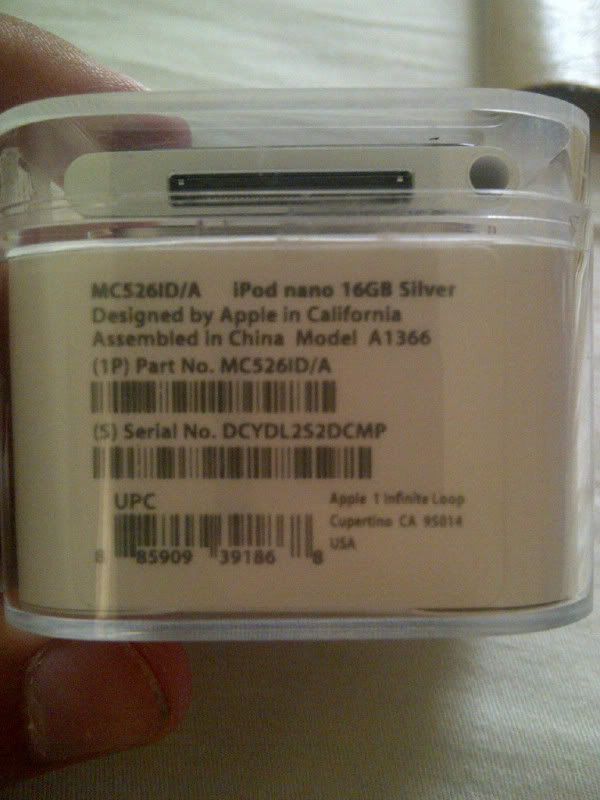 MC526ID/A iPod nano 16GB Silver
Designed by Apple in California
Assembled in China Model A1366
(1P) Part No. MC526ID/A
(S) Serial No. DCYDL2S2DCMP
UPC
8 85909 39186 8
Apple 1 Infinite Loop
Cupertino CA 95014
USA